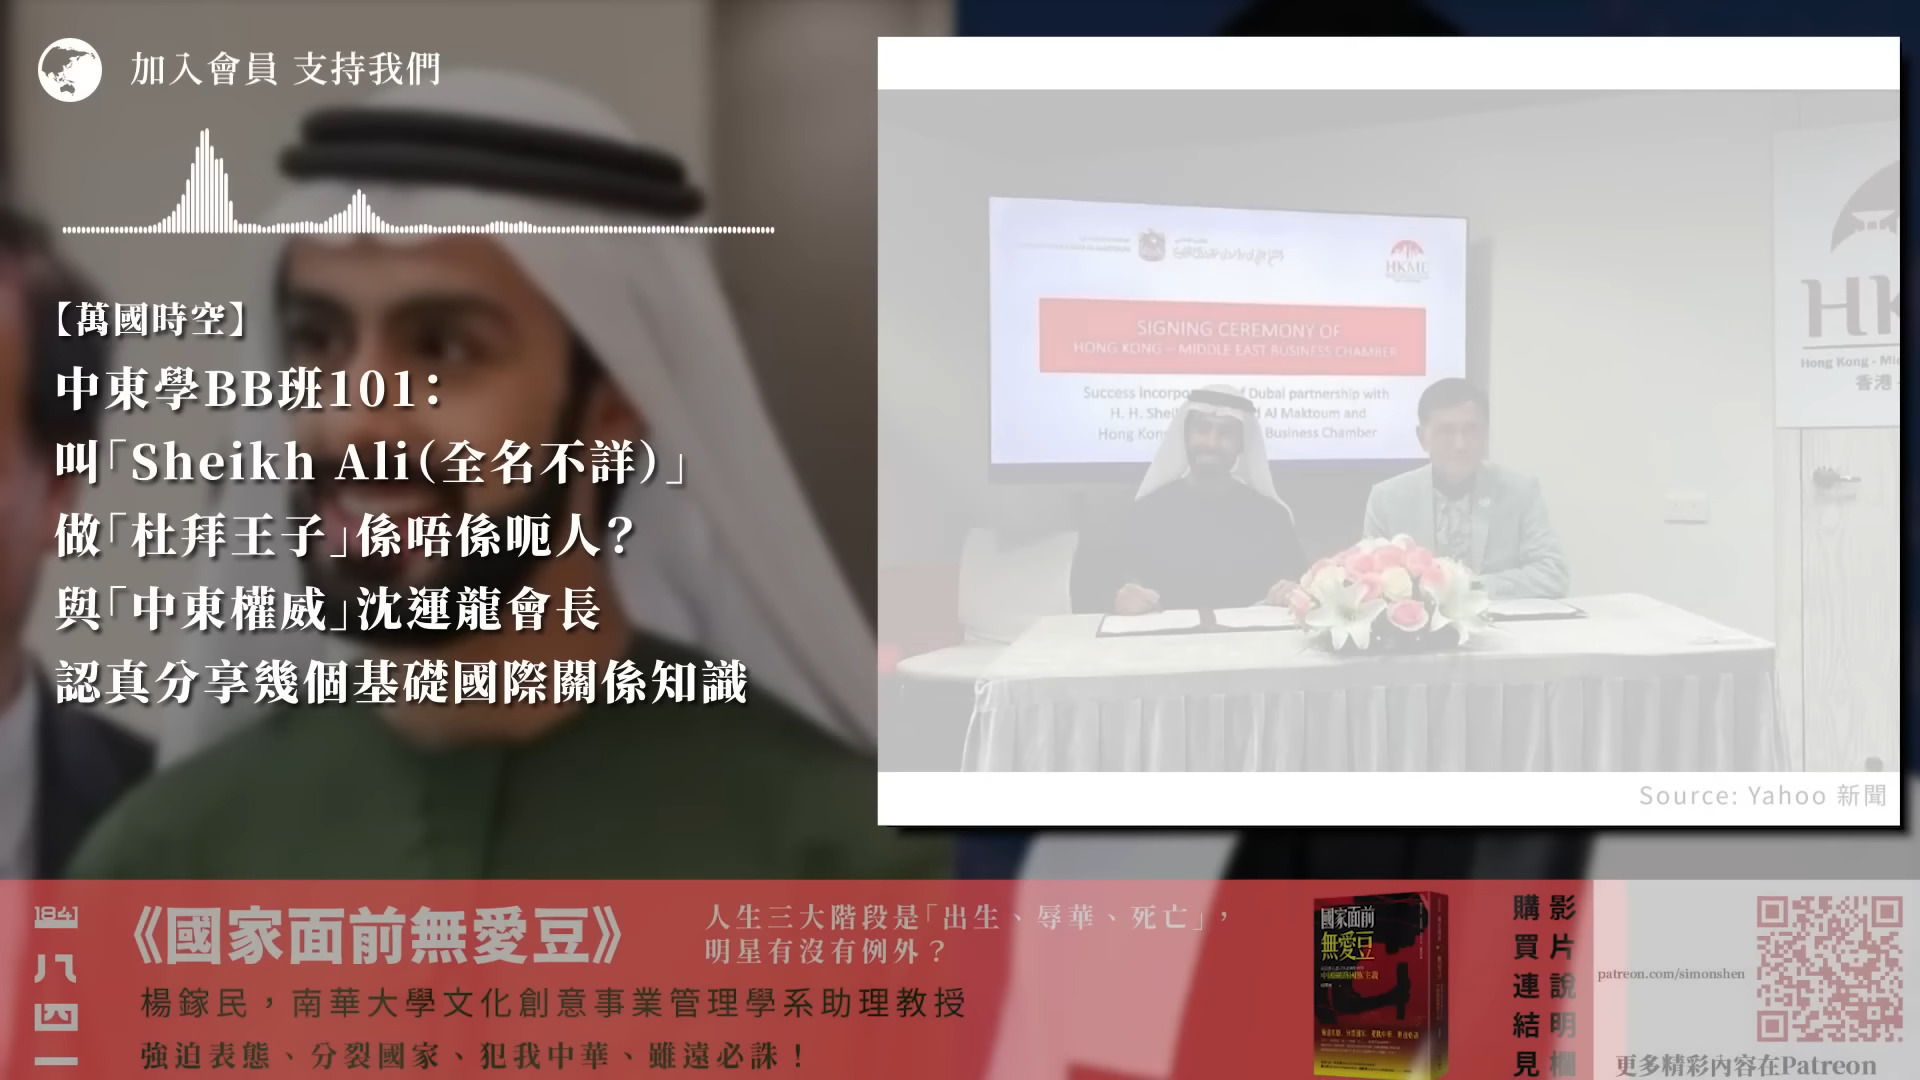 加入會員 支持我們
【萬國時空】
中東學BB班101：
叫「Sheikh Ali（全名不詳）」
做「杜拜王子」係唔係呃人？
與「中東權威」沈運龍會長
認真分享幾個基礎國際關係知識
HKME
SIGNING CEREMONY OF
HONG KONG – MIDDLE EAST BUSINESS CHAMBER
Success Incorpo of Dubai partnership with
H. H. Shei Al Maktoum and
Hong Kon Business Chamber
HK
Hong Kong - Mi
香港
Source: Yahoo 新聞
1841
一八四一
《國家面前無愛豆》
人生三大階段是「出生、辱華、死亡」，
明星有沒有例外？
楊鎵民，南華大學文化創意事業管理學系助理教授
強迫表態、分裂國家、犯我中華、雖遠必誅！
國家面前
無愛豆
影片說明欄
購買連結見
patreon.com/simonshen
更多精彩內容在Patreon